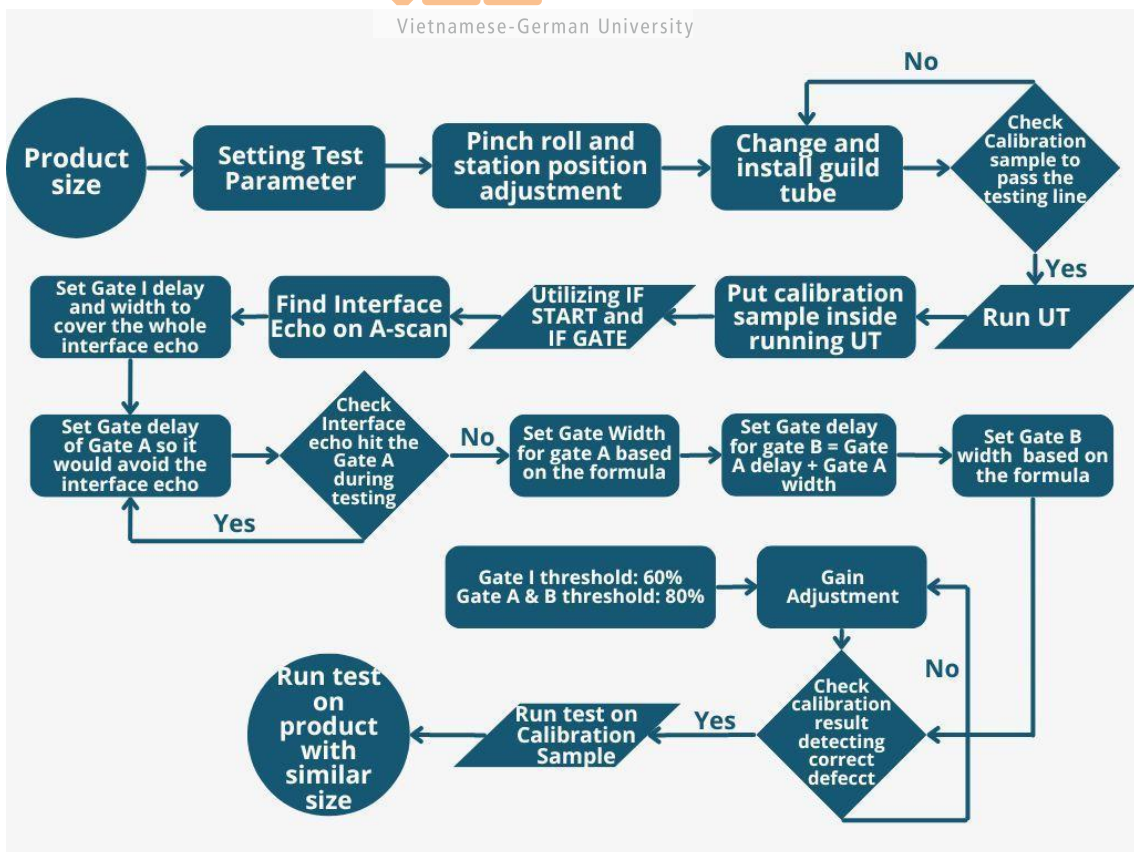 Vietnamese-German University
No
Product
size
Setting Test
Parameter
Pinch roll and
station position
adjustment
Change and
install guild
tube
Check
Calibration
sample to
pass the
testing line
Yes
Set Gate I delay
and width to
cover the whole
interface echo
Find Interface
Echo on A-scan
Utilizing IF
START and
IF GATE
Put calibration
sample inside
running UT
Run UT
Set Gate delay
of Gate A so it
would avoid the
interface echo
Check
Interface
echo hit the
Gate A
during
testing
No
Set Gate Width
for gate A based
on the formula
Set Gate delay
for gate B = Gate
A delay + Gate A
width
Set Gate B
width based on
the formula
Yes
Gate I threshold: 60%
Gate A & B threshold: 80%
Gain
Adjustment
No
Run test
on
product
with
similar
size
Run test on
Calibration
Sample
Yes
Check
calibration
result
detecting
correct
defecct